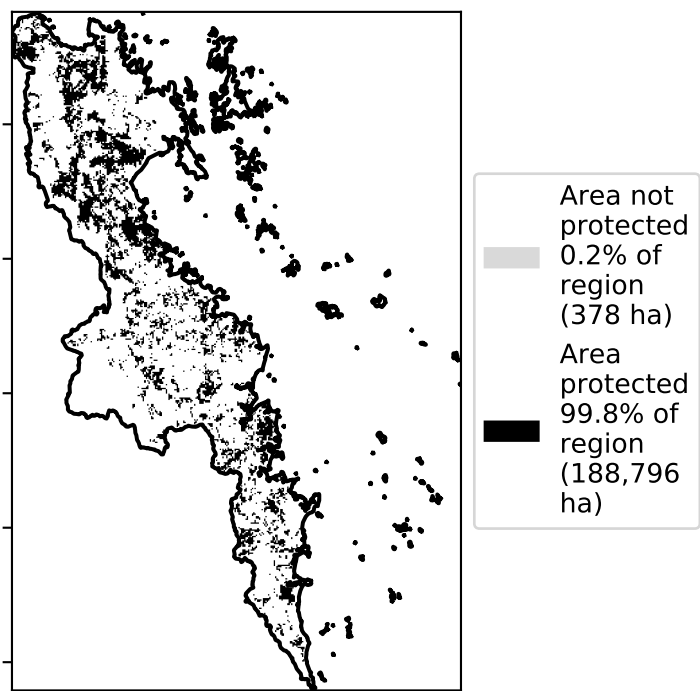 Area not
protected
0.2% of
region
(378 ha)
Area
protected
99.8% of
region
(188,796
ha)